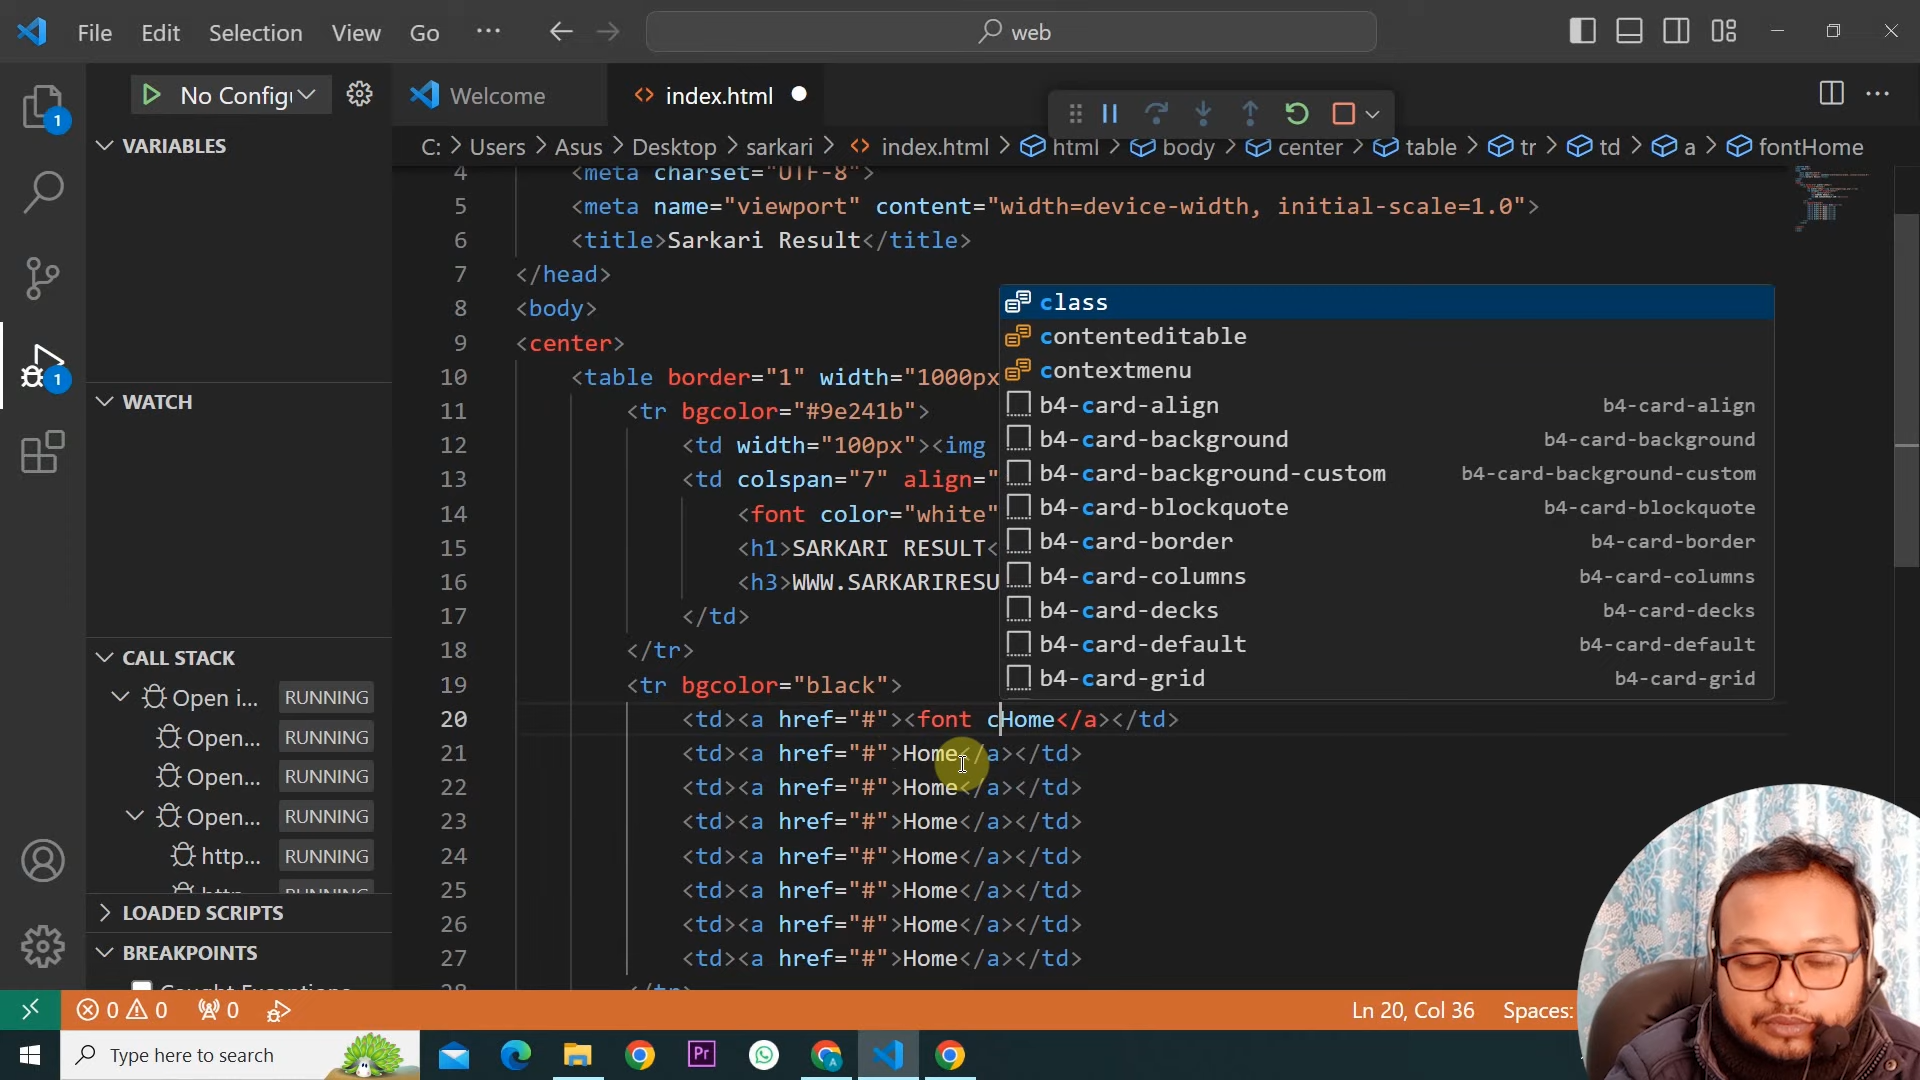 File Edit Selection View Go ··· web
No Config
Welcome
index.html
VARIABLES
C: > Users > Asus > Desktop > sarkari > index.html > html > body > center > table > tr > td > a > fontHome
4 <meta charset="UTF-8">
5 <meta name="viewport" content="width=device-width, initial-scale=1.0">
6 <title>Sarkari Result</title>
7 </head>
8 <body>
9 <center>
10 <table border="1" width="1000px
11 <tr bgcolor="#9e241b">
12 <td width="100px"><img
13 <td colspan="7" align="
14 <font color="white"
15 <h1>SARKARI RESULT<
16 <h3>WWW.SARKARIRESU
17 </td>
18 </tr>
19 <tr bgcolor="black">
20 <td><a href="#"><font cHome</a></td>
21 <td><a href="#">Home</a></td>
22 <td><a href="#">Home</a></td>
23 <td><a href="#">Home</a></td>
24 <td><a href="#">Home</a></td>
25 <td><a href="#">Home</a></td>
26 <td><a href="#">Home</a></td>
27 <td><a href="#">Home</a></td>
28 </tr>
class
contenteditable
contextmenu
b4-card-align b4-card-align
b4-card-background b4-card-background
b4-card-background-custom b4-card-background-custom
b4-card-blockquote b4-card-blockquote
b4-card-border b4-card-border
b4-card-columns b4-card-columns
b4-card-decks b4-card-decks
b4-card-default b4-card-default
b4-card-grid b4-card-grid
WATCH
CALL STACK
Open i... RUNNING
Open... RUNNING
Open... RUNNING
Open... RUNNING
http... RUNNING
LOADED SCRIPTS
BREAKPOINTS
Caught Exceptions
1
1
0 0 0
Ln 20, Col 36 Spaces:
Type here to search
Pr
A